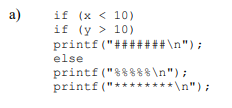 a) if (x < 10)
if (y > 10)
printf("#######\n");
else
printf("%%%%%\n");
printf("********\n");